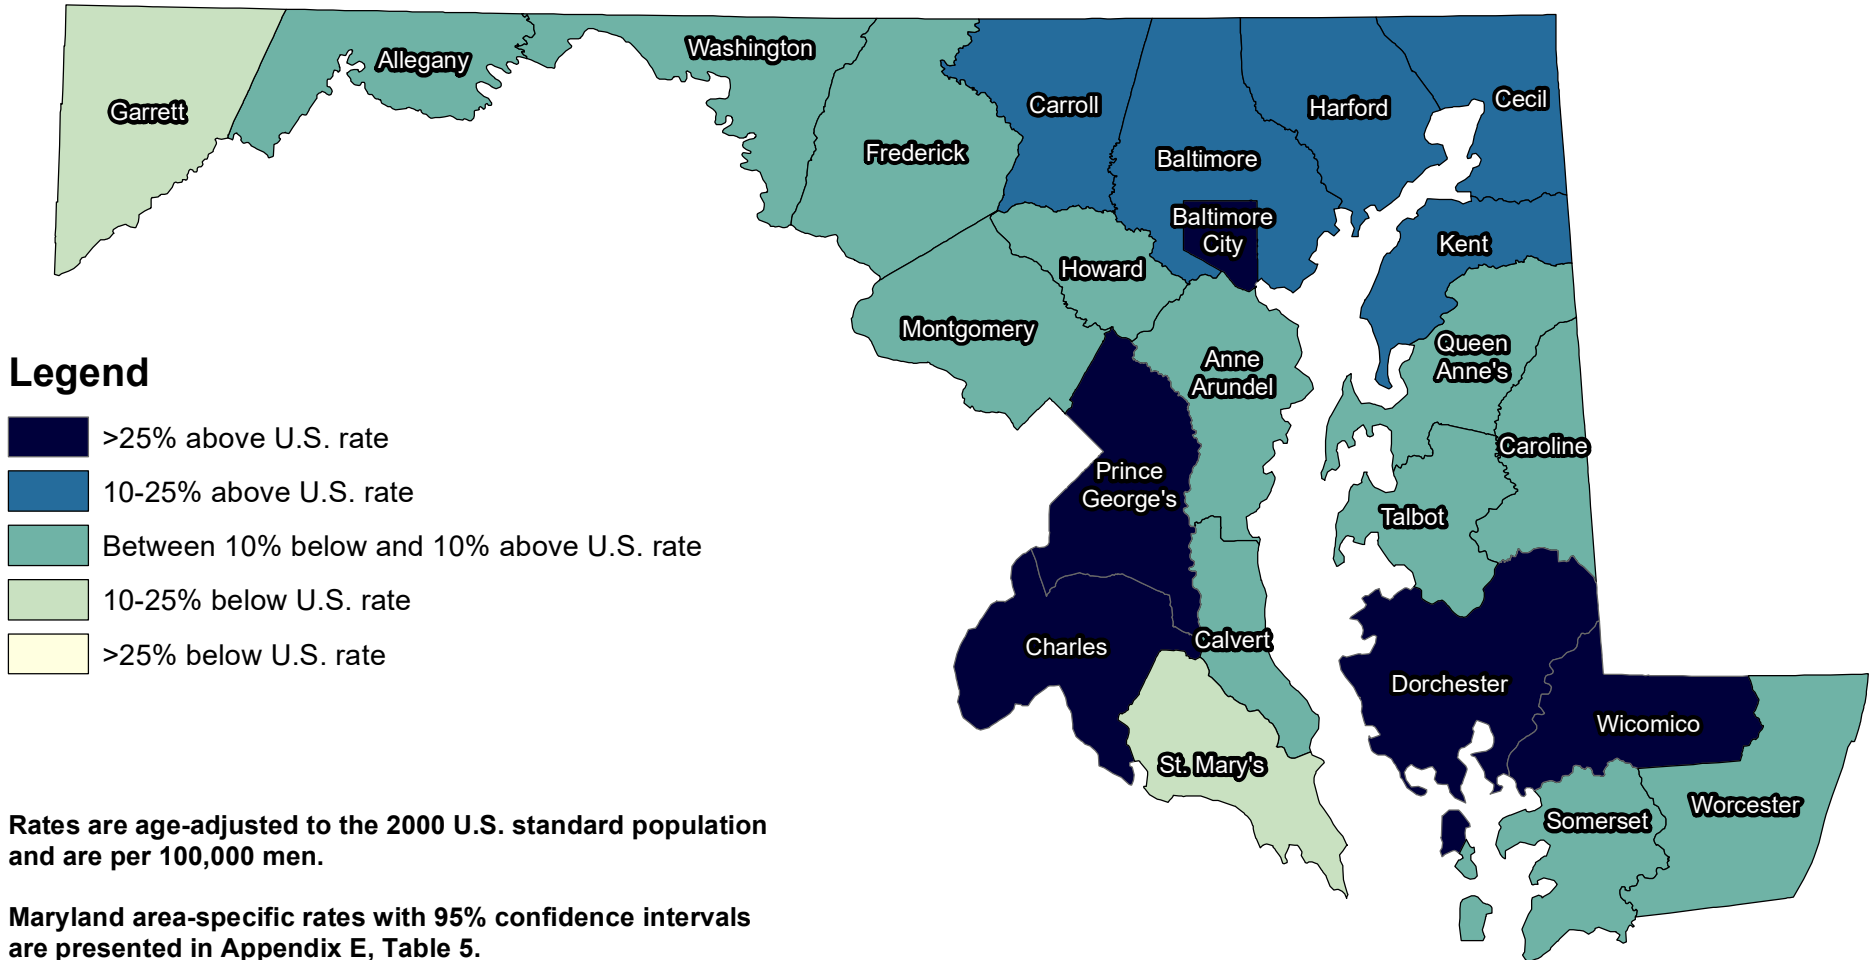 Washington
Allegany
Garrett
Frederick
Carroll
Baltimore
Harford
Cecil
Baltimore
City
Kent
Howard
Montgomery
Anne
Arundel
Queen
Anne's
Caroline
Prince
George's
Talbot
Charles
Calvert
Dorchester
Wicomico
St. Mary's
Somerset
Worcester
Legend
>25% above U.S. rate
10-25% above U.S. rate
Between 10% below and 10% above U.S. rate
10-25% below U.S. rate
>25% below U.S. rate
Rates are age-adjusted to the 2000 U.S. standard population
and are per 100,000 men.
Maryland area-specific rates with 95% confidence intervals
are presented in Appendix E, Table 5.